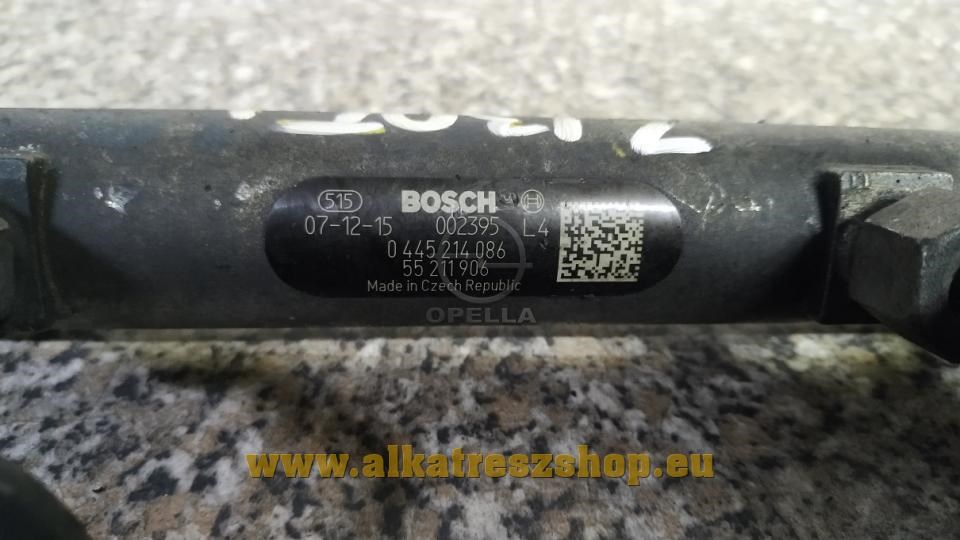 515 BOSCH
07-12-15 002395 L4
0 445 214 086
55 211 906
Made in Czech Republic
OPELLA
www.alkatreszshop.eu